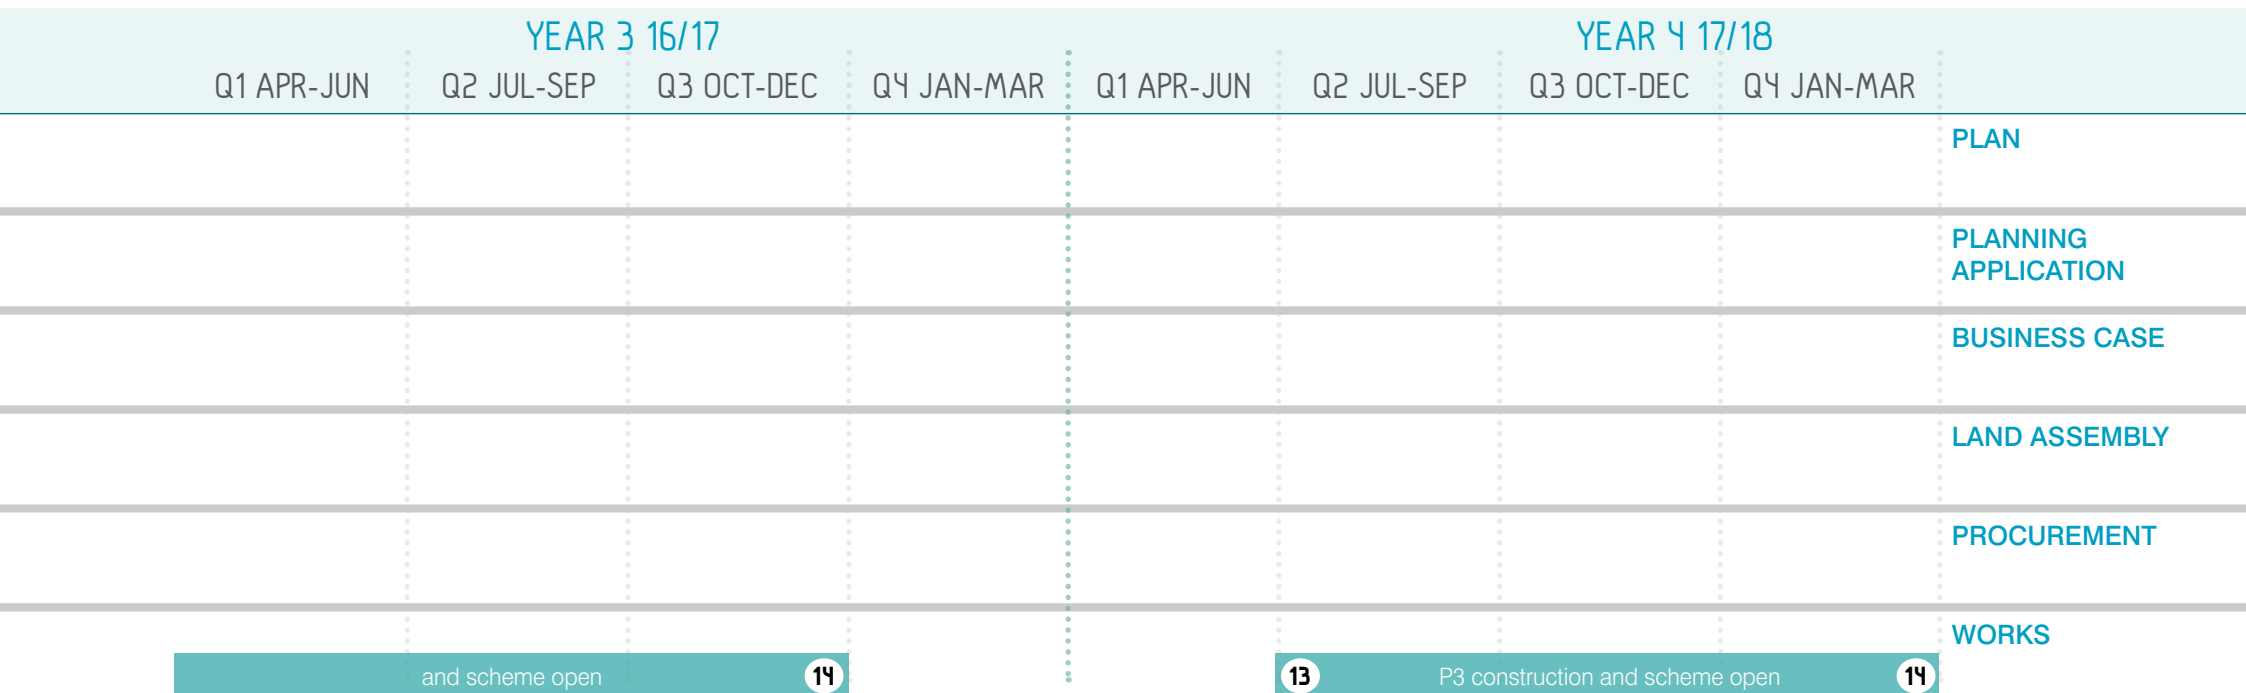 YEAR 3 16/17 YEAR 4 17/18
Q1 APR-JUN Q2 JUL-SEP Q3 OCT-DEC Q4 JAN-MAR Q1 APR-JUN Q2 JUL-SEP Q3 OCT-DEC Q4 JAN-MAR
PLAN
PLANNING
APPLICATION
BUSINESS CASE
LAND ASSEMBLY
PROCUREMENT
WORKS
and scheme open 14 13 P3 construction and scheme open 14